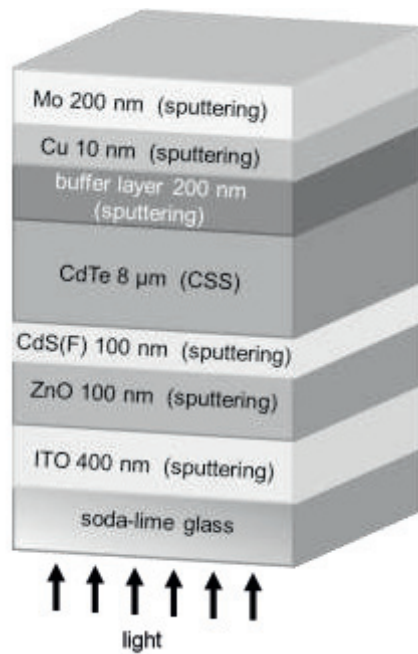 Mo 200 nm (sputtering)
Cu 10 nm (sputtering)
buffer layer 200 nm
(sputtering)
CdTe 8 μm (CSS)
CdS(F) 100 nm (sputtering)
ZnO 100 nm (sputtering)
ITO 400 nm (sputtering)
soda-lime glass
light